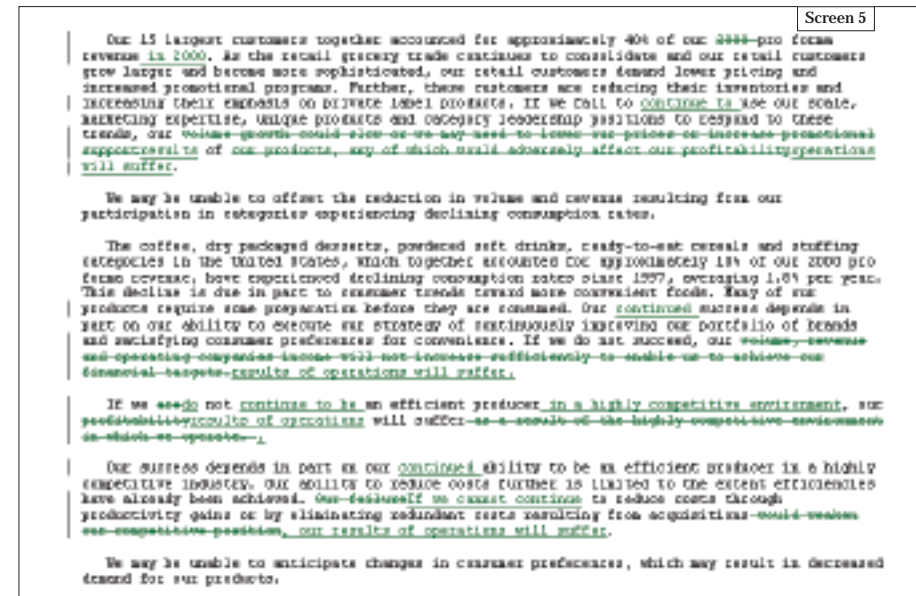 Screen 5
Our 15 largest customers together accounted for approximately 40% of our 2000 pro forma
revenue in 2000. As the retail grocery trade continues to consolidate and our retail customers
grow larger and become more sophisticated, our retail customers demand lower pricing and
increased promotional programs. Further, these customers are reducing their inventories and
increasing their emphasis on private label products. If we fail to continue to use our scale,
marketing expertise, unique products and category leadership positions to respond to these
trends, our volume growth could slow or we may need to lower our prices or increase promotional
supportresults of our products, any of which would adversely affect our profitabilityoperations
will suffer.
We may be unable to offset the reduction in volume and revenue resulting from our
participation in categories experiencing declining consumption rates.
The coffee, dry packaged desserts, powdered soft drinks, ready-to-eat cereals and stuffing
categories in the United States, which together accounted for approximately of our 2000 pro
forma revenue, have experienced declining consumption rates since 1997, averaging 1.8% per year.
This decline is due in part to consumer trends toward more convenient foods. Many of our
products require some preparation before they are consumed. Our continued success depends in
part on our ability to execute our strategy of continuously improving our portfolio of brands
and satisfying consumer preferences for convenience. If we do not succeed, our volume, revenue
and operating companies income will not increase sufficiently to enable us to achieve our
financial targets.results of operations will suffer.
If we aredo not continue to be an efficient producer in a highly competitive environment, our
profitabilityresults of operations will suffer as a result of the highly competitive environment
in which we operate. .
Our success depends in part on our continued ability to be an efficient producer in a highly
competitive industry. Our ability to reduce costs further is limited to the extent efficiencies
have already been achieved. Our failureIf we cannot continue to reduce costs through
productivity gains or by eliminating redundant costs resulting from acquisitions would weaken
our competitive position, our results of operations will suffer.
We may be unable to anticipate changes in consumer preferences, which may result in decreased
demand for our products.